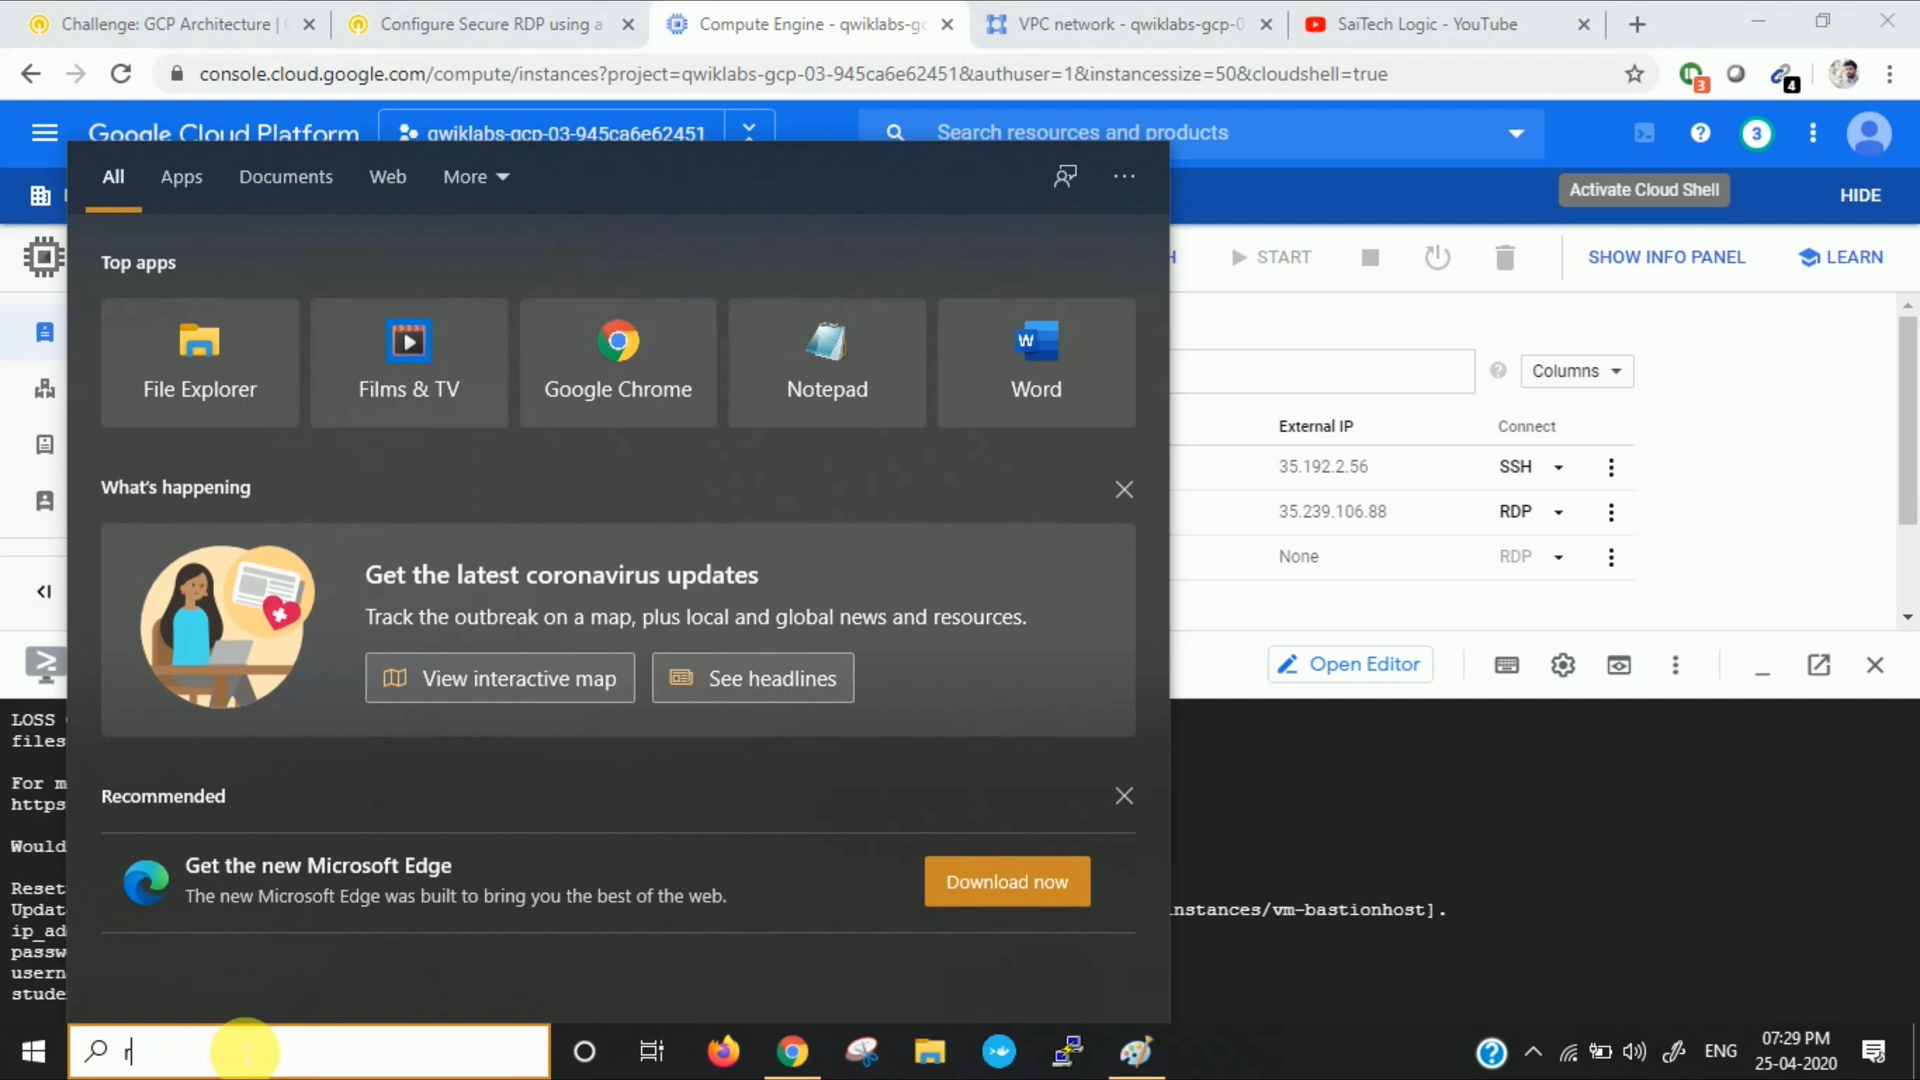 Challenge: GCP Architecture |
Configure Secure RDP using a
Compute Engine - qwiklabs-gc
VPC network - qwiklabs-gcp-0
SaiTech Logic - YouTube
console.cloud.google.com/compute/instances?project=qwiklabs-gcp-03-945ca6e62451&authuser=1&instancessize=50&cloudshell=true
3
4
Google Cloud Platform
qwiklabs-gcp-03-945ca6e62451
Search resources and products
3
All
Apps
Documents
Web
More
Activate Cloud Shell
HIDE
START
SHOW INFO PANEL
LEARN
Top apps
File Explorer
Films & TV
Google Chrome
Notepad
Word
Columns
External IP
Connect
35.192.2.56
SSH
35.239.106.88
RDP
None
RDP
What's happening
Get the latest coronavirus updates
Track the outbreak on a map, plus local and global news and resources.
View interactive map
See headlines
Open Editor
LOSS
files
For m
https
Would
Reset
Updat
ip_ad
passw
usern
stude
instances/vm-bastionhost].
Recommended
Get the new Microsoft Edge
The new Microsoft Edge was built to bring you the best of the web.
Download now
r
ENG
07:29 PM
25-04-2020